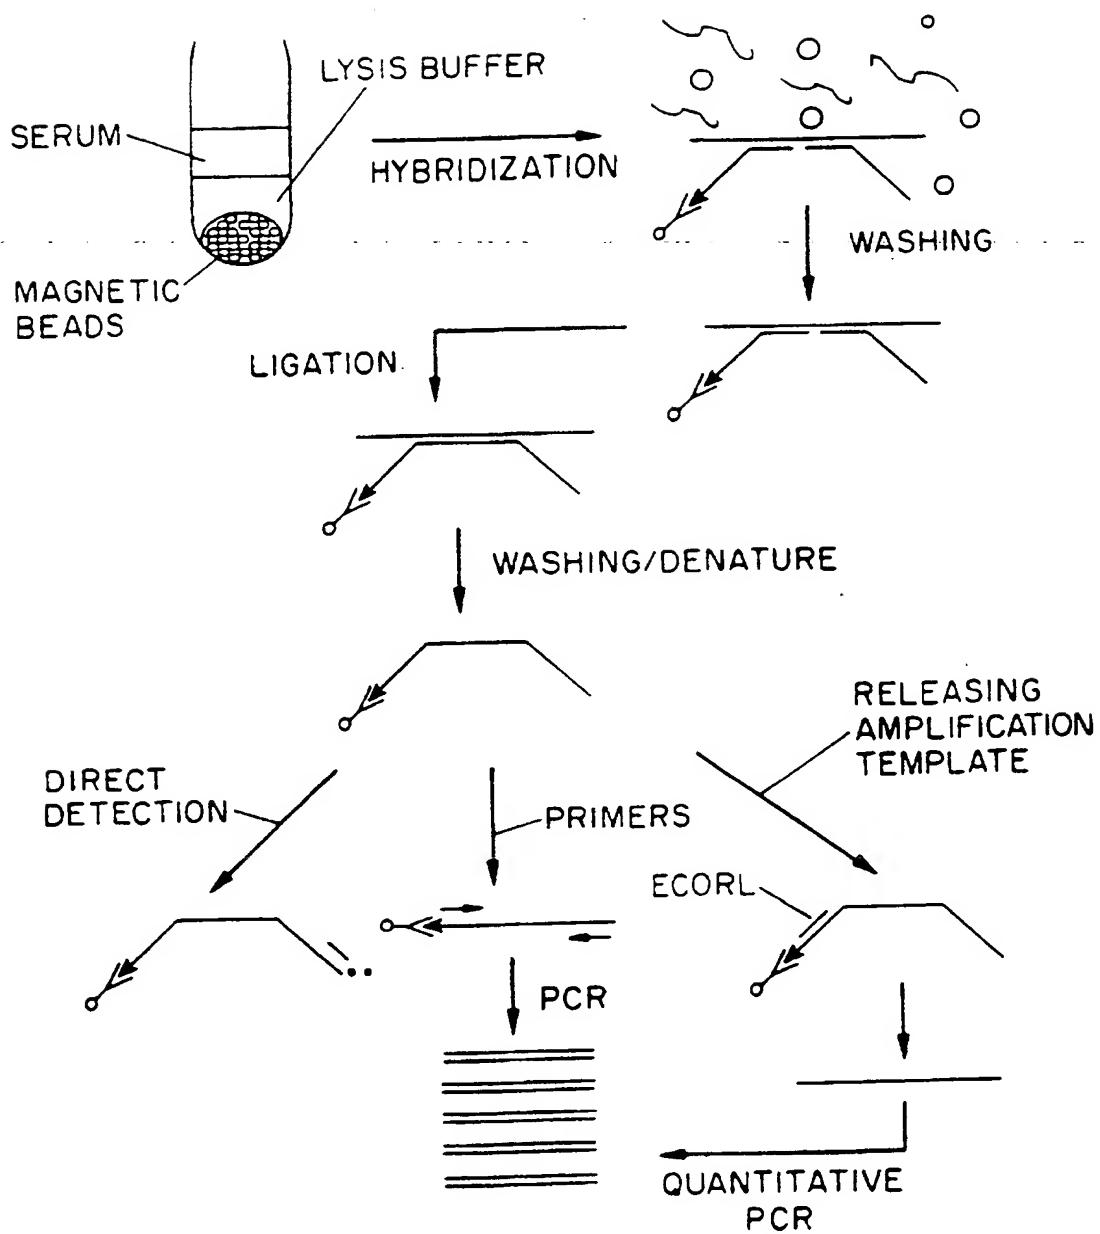 LYSIS BUFFER
SERUM
HYBRIDIZATION
WASHING
MAGNETIC
BEADS
LIGATION
WASHING/DENATURE
RELEASING
AMPLIFICATION
TEMPLATE
DIRECT
DETECTION
PRIMERS
ECORL
PCR
QUANTITATIVE
PCR